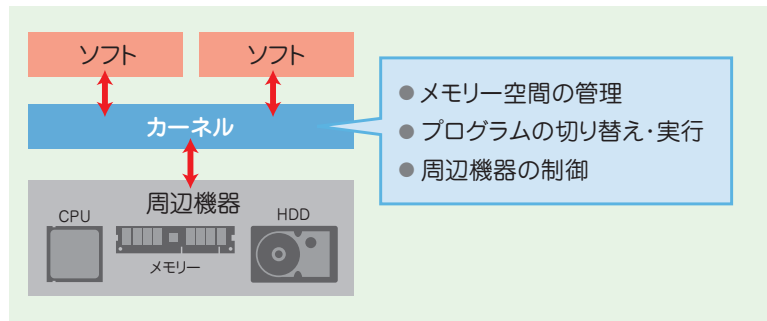 ソフト
ソフト
カーネル
周辺機器
CPU
メモリー
HDD
●メモリー空間の管理
●プログラムの切り替え・実行
●周辺機器の制御